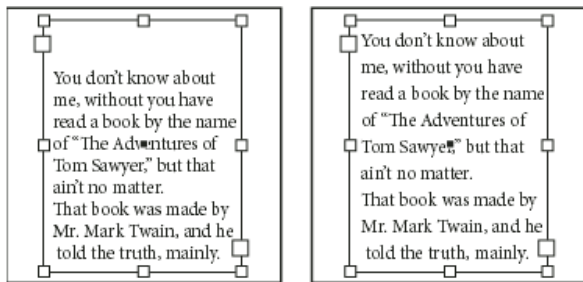 You don’t know about
me, without you have
read a book by the name
of “The Adventures of
Tom Sawyer,” but that
ain’t no matter.
That book was made by
Mr. Mark Twain, and he
told the truth, mainly.
You don’t know about
me, without you have
read a book by the name
of “The Adventures of
Tom Sawyer,” but that
ain’t no matter.
That book was made by
Mr. Mark Twain, and he
told the truth, mainly.